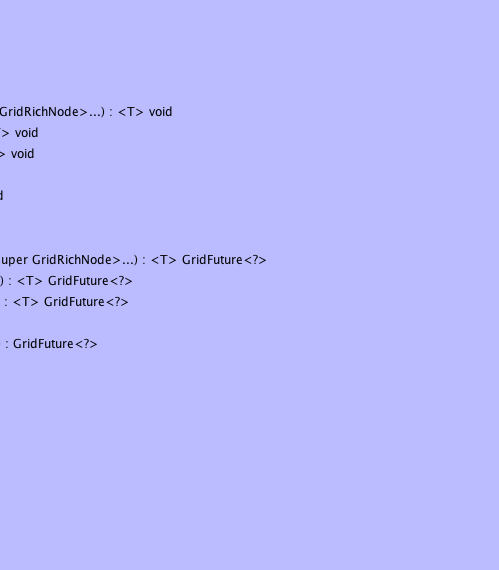 GridRichNode>...) : <T> void
> void
> void
uper GridRichNode>...) : <T> GridFuture<?>
) : <T> GridFuture<?>
: <T> GridFuture<?>
: GridFuture<?>